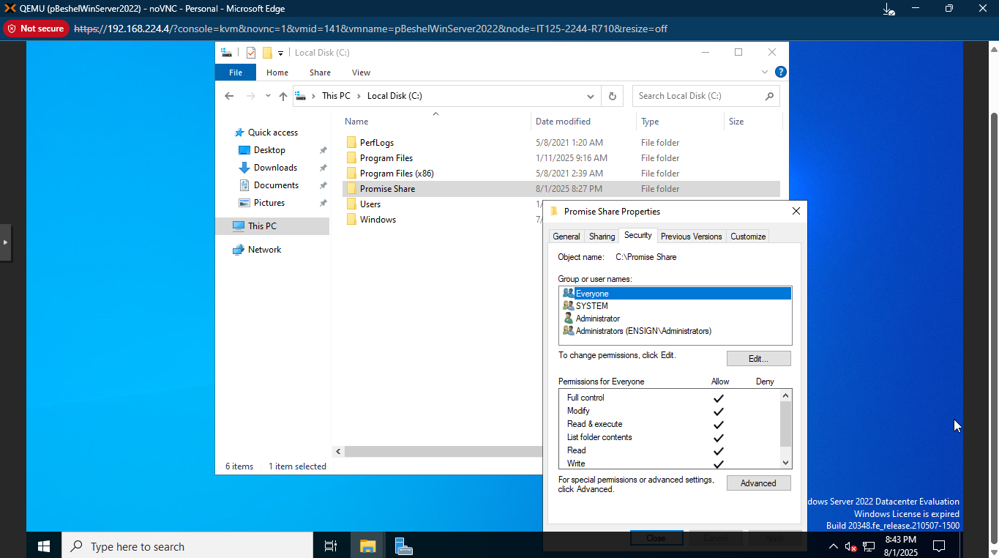 QEMU (pBeshelWinServer2022) - noVNC - Personal - Microsoft Edge
Not secure https://192.168.224.4/?console=kvm&novnc=1&vmid=141&vmname=pBeshelWinServer2022&node=IT125-2244-R710&resize=off
Local Disk (C:)
File Home Share View
This PC Local Disk (C:) Search Local Disk (C:)
Name Date modified Type Size
Quick access
Desktop
Downloads
Documents
Pictures
This PC
Network
PerfLogs 5/8/2021 1:20 AM File folder
Program Files 1/11/2025 9:16 AM File folder
Program Files (x86) 5/8/2021 2:39 AM File folder
Promise Share 8/1/2025 8:27 PM File folder
Users 1/
Windows 7/
6 items 1 item selected
Promise Share Properties
General Sharing Security Previous Versions Customize
Object name: C:\Promise Share
Group or user names:
Everyone
SYSTEM
Administrator
Administrators (ENSIGN\Administrators)
To change permissions, click Edit.
Edit...
Permissions for Everyone Allow Deny
Full control
Modify
Read & execute
List folder contents
Read
Write
For special permissions or advanced settings,
click Advanced.
Advanced
Close Cancel Apply
dows Server 2022 Datacenter Evaluation
Windows License is expired
Build 20348.fe_release.210507-1500
Type here to search
8:43 PM
8/1/2025